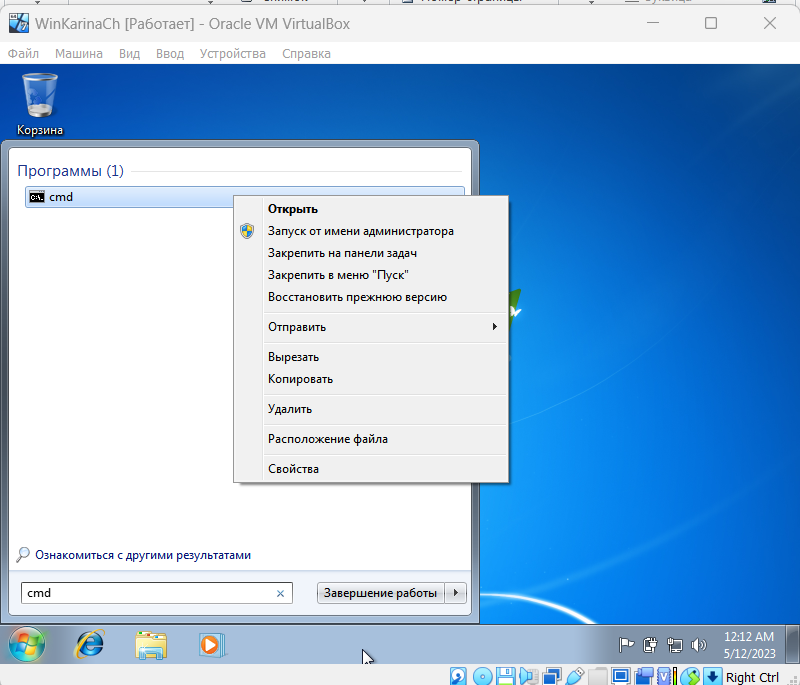 WinKarinaCh [Работает] - Oracle VM VirtualBox
Файл Машина Вид Ввод Устройства Справка
Корзина
Программы (1)
cmd
Открыть
Запуск от имени администратора
Закрепить на панели задач
Закрепить в меню "Пуск"
Восстановить прежнюю версию
Отправить
Вырезать
Копировать
Удалить
Расположение файла
Свойства
Ознакомиться с другими результатами
cmd
Завершение работы
12:12 AM
5/12/2023
Right Ctrl